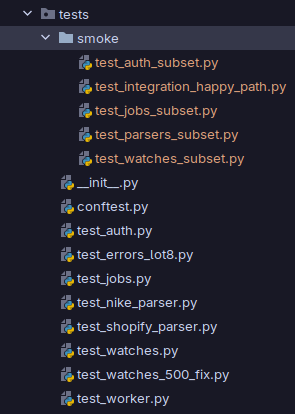 tests
smoke
test_auth_subset.py
test_integration_happy_path.py
test_jobs_subset.py
test_parsers_subset.py
test_watches_subset.py
__init__.py
conftest.py
test_auth.py
test_errors_lot8.py
test_jobs.py
test_nike_parser.py
test_shopify_parser.py
test_watches.py
test_watches_500_fix.py
test_worker.py